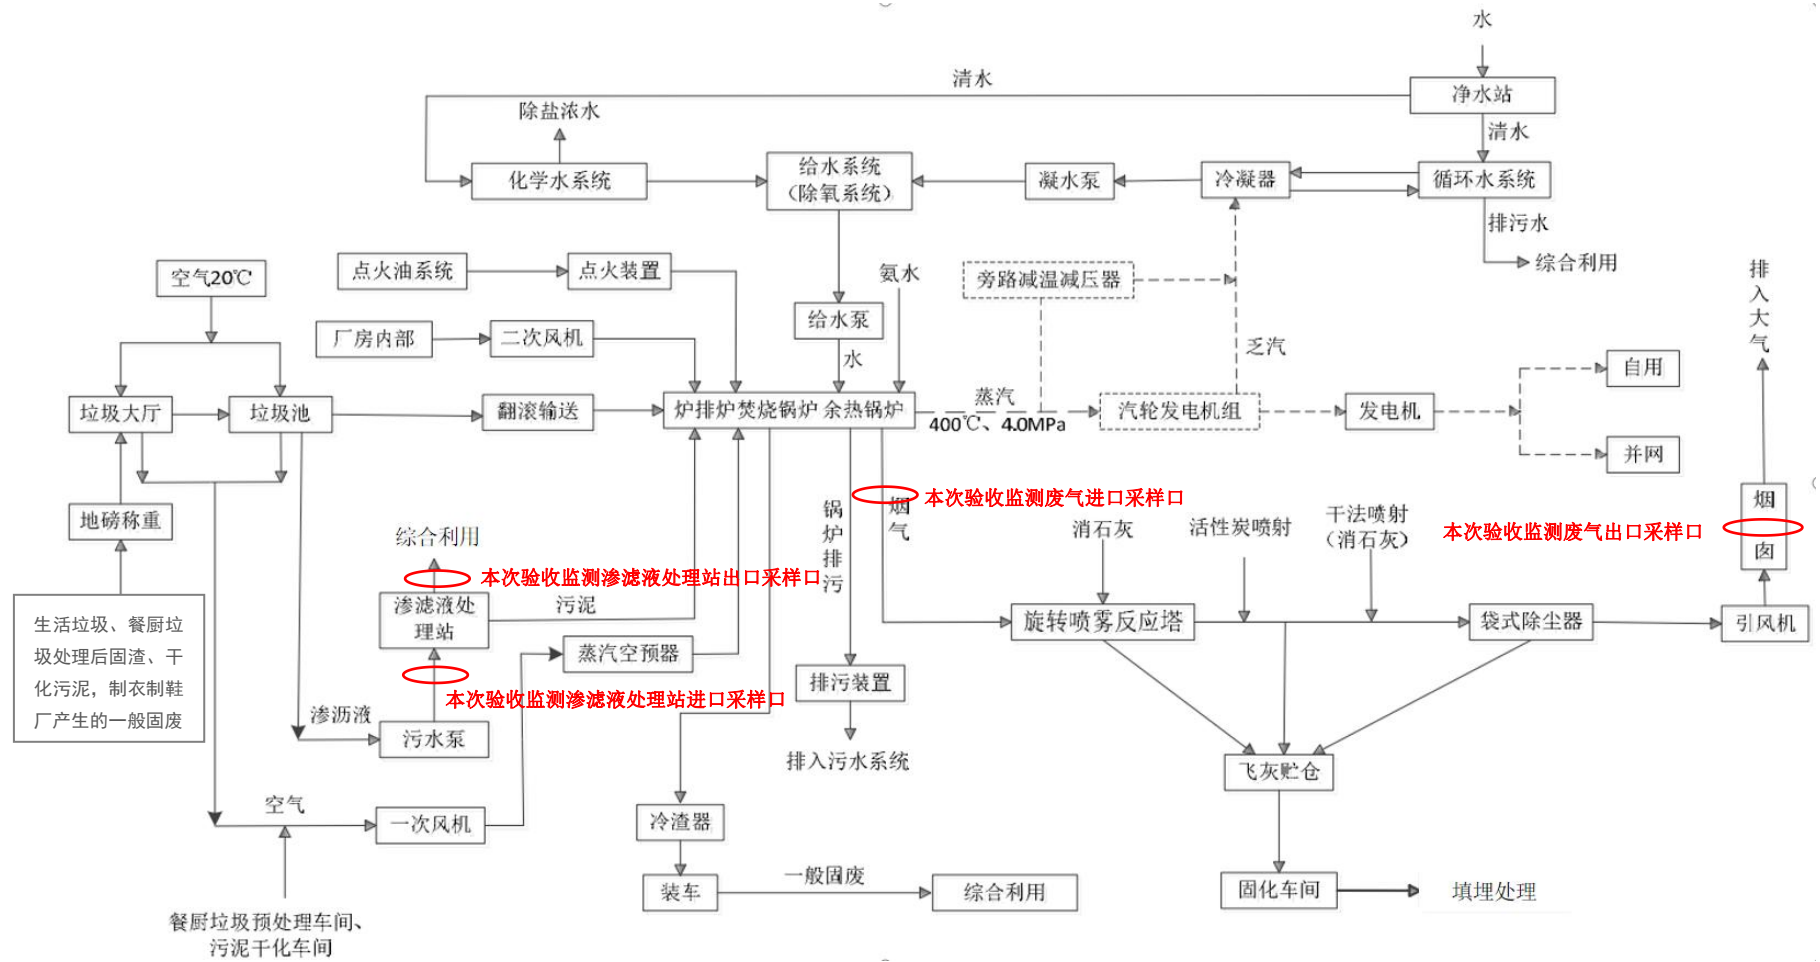 水
清水
净水站
除盐浓水
清水
给水系统
（除氧系统）
化学水系统
凝水泵
冷凝器
循环水系统
排污水
综合利用
空气20℃
点火油系统
点火装置
氨水
旁路减温减压器
排入大气
厂房内部
二次风机
给水泵
水
乏汽
自用
垃圾大厅
垃圾池
翻滚输送
炉排炉焚烧锅炉 余热锅炉
蒸汽
400℃、4.0MPa
汽轮发电机组
发电机
并网
地磅称重
锅炉排污
烟气
本次验收监测废气进口采样口
消石灰
活性炭喷射
干法喷射
（消石灰）
本次验收监测废气出口采样口
烟囱
综合利用
本次验收监测渗滤液处理站出口采样口
渗滤液处
理站
污泥
生活垃圾、餐厨垃
圾处理后固渣、干
化污泥，制衣制鞋
厂产生的一般固废
旋转喷雾反应塔
袋式除尘器
引风机
蒸汽空预器
本次验收监测渗滤液处理站进口采样口
排污装置
渗沥液
污水泵
排入污水系统
飞灰贮仓
空气
一次风机
冷渣器
装车
一般固废
综合利用
固化车间
填埋处理
餐厨垃圾预处理车间、
污泥干化车间